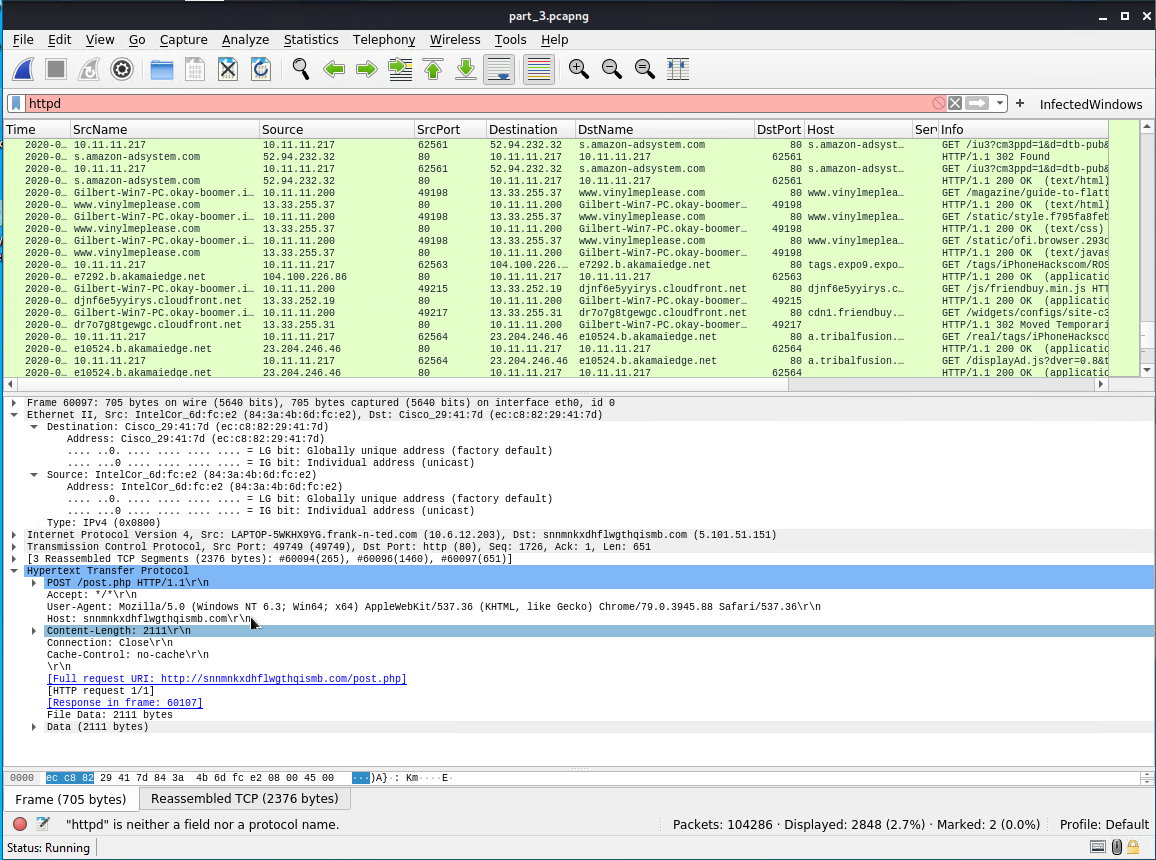 part_3.pcapng
File Edit View Go Capture Analyze Statistics Telephony Wireless Tools Help
httpd
InfectedWindows
Time SrcName Source SrcPort Destination DstName DstPort Host Ser Info
2020-0… 10.11.11.217 10.11.11.217 62561 52.94.232.32 s.amazon-adsystem.com 80 s.amazon-adsyst… GET /iu3?cm3ppd=1&d=dtb-pub&
2020-0… s.amazon-adsystem.com 52.94.232.32 80 10.11.11.217 10.11.11.217 62561 HTTP/1.1 302 Found
2020-0… 10.11.11.217 10.11.11.217 62561 52.94.232.32 s.amazon-adsystem.com 80 s.amazon-adsyst… GET /iu3?cm3ppd=1&d=dtb-pub&
2020-0… s.amazon-adsystem.com 52.94.232.32 80 10.11.11.217 10.11.11.217 62561 HTTP/1.1 200 OK (text/html)
2020-0… Gilbert-Win7-PC.okay-boomer.i… 10.11.11.200 49198 13.33.255.37 www.vinylmeplease.com 80 www.vinylmeplea… GET /magazine/guide-to-flatt
2020-0… www.vinylmeplease.com 13.33.255.37 80 10.11.11.200 Gilbert-Win7-PC.okay-boomer… 49198 HTTP/1.1 200 OK (text/html)
2020-0… Gilbert-Win7-PC.okay-boomer.i… 10.11.11.200 49198 13.33.255.37 www.vinylmeplease.com 80 www.vinylmeplea… GET /static/style.f795fa8feb
2020-0… www.vinylmeplease.com 13.33.255.37 80 10.11.11.200 Gilbert-Win7-PC.okay-boomer… 49198 HTTP/1.1 200 OK (text/css)
2020-0… Gilbert-Win7-PC.okay-boomer.i… 10.11.11.200 49198 13.33.255.37 www.vinylmeplease.com 80 www.vinylmeplea… GET /static/ofi.browser.293c
2020-0… www.vinylmeplease.com 13.33.255.37 80 10.11.11.200 Gilbert-Win7-PC.okay-boomer… 49198 HTTP/1.1 200 OK (text/javas
2020-0… 10.11.11.217 10.11.11.217 62563 104.100.226.… e7292.b.akamaiedge.net 80 tags.expo9.expo… GET /tags/iPhoneHackscom/ROS
2020-0… e7292.b.akamaiedge.net 104.100.226.86 80 10.11.11.217 10.11.11.217 62563 HTTP/1.1 200 OK (applicatio
2020-0… Gilbert-Win7-PC.okay-boomer.i… 10.11.11.200 49215 13.33.252.19 djnf6e5yyirys.cloudfront.net 80 djnf6e5yyirys.c… GET /js/friendbuy.min.js HTT
2020-0… djnf6e5yyirys.cloudfront.net 13.33.252.19 80 10.11.11.200 Gilbert-Win7-PC.okay-boomer… 49215 HTTP/1.1 200 OK (applicatio
2020-0… Gilbert-Win7-PC.okay-boomer.i… 10.11.11.200 49217 13.33.255.31 dr7o7g8tgewgc.cloudfront.net 80 cdn1.friendbuy.… GET /widgets/configs/site-c3
2020-0… dr7o7g8tgewgc.cloudfront.net 13.33.255.31 80 10.11.11.200 Gilbert-Win7-PC.okay-boomer… 49217 HTTP/1.1 302 Moved Temporari
2020-0… 10.11.11.217 10.11.11.217 62564 23.204.246.46 e10524.b.akamaiedge.net 80 a.tribalfusion.… GET /real/tags/iPhoneHacksco
2020-0… e10524.b.akamaiedge.net 23.204.246.46 80 10.11.11.217 10.11.11.217 62564 HTTP/1.1 200 OK (applicatio
2020-0… 10.11.11.217 10.11.11.217 62564 23.204.246.46 e10524.b.akamaiedge.net 80 a.tribalfusion.… GET /displayAd.js?dver=0.8&t
2020-0… e10524.b.akamaiedge.net 23.204.246.46 80 10.11.11.217 10.11.11.217 62564 HTTP/1.1 200 OK (applicatio
Frame 60097: 705 bytes on wire (5640 bits), 705 bytes captured (5640 bits) on interface eth0, id 0
Ethernet II, Src: IntelCor_6d:fc:e2 (84:3a:4b:6d:fc:e2), Dst: Cisco_29:41:7d (ec:c8:82:29:41:7d)
Destination: Cisco_29:41:7d (ec:c8:82:29:41:7d)
Address: Cisco_29:41:7d (ec:c8:82:29:41:7d)
.... ..0. .... .... .... .... = LG bit: Globally unique address (factory default)
.... ...0 .... .... .... .... = IG bit: Individual address (unicast)
Source: IntelCor_6d:fc:e2 (84:3a:4b:6d:fc:e2)
Address: IntelCor_6d:fc:e2 (84:3a:4b:6d:fc:e2)
.... ..0. .... .... .... .... = LG bit: Globally unique address (factory default)
.... ...0 .... .... .... .... = IG bit: Individual address (unicast)
Type: IPv4 (0x0800)
Internet Protocol Version 4, Src: LAPTOP-5WKHX9YG.frank-n-ted.com (10.6.12.203), Dst: snnmnkxdhflwgthqismb.com (5.101.51.151)
Transmission Control Protocol, Src Port: 49749 (49749), Dst Port: http (80), Seq: 1726, Ack: 1, Len: 651
[3 Reassembled TCP Segments (2376 bytes): #60094(265), #60096(1460), #60097(651)]
Hypertext Transfer Protocol
POST /post.php HTTP/1.1\r\n
Accept: */*\r\n
User-Agent: Mozilla/5.0 (Windows NT 6.3; Win64; x64) AppleWebKit/537.36 (KHTML, like Gecko) Chrome/79.0.3945.88 Safari/537.36\r\n
Host: snnmnkxdhflwgthqismb.com\r\n
Content-Length: 2111\r\n
Connection: Close\r\n
Cache-Control: no-cache\r\n
\r\n
[Full request URI: http://snnmnkxdhflwgthqismb.com/post.php]
[HTTP request 1/1]
[Response in frame: 60107]
File Data: 2111 bytes
Data (2111 bytes)
0000 ec c8 82 29 41 7d 84 3a 4b 6d fc e2 08 00 45 00 ···)A}·: Km····E·
Frame (705 bytes) Reassembled TCP (2376 bytes)
"httpd" is neither a field nor a protocol name. Packets: 104286 · Displayed: 2848 (2.7%) · Marked: 2 (0.0%) Profile: Default
Status: Running